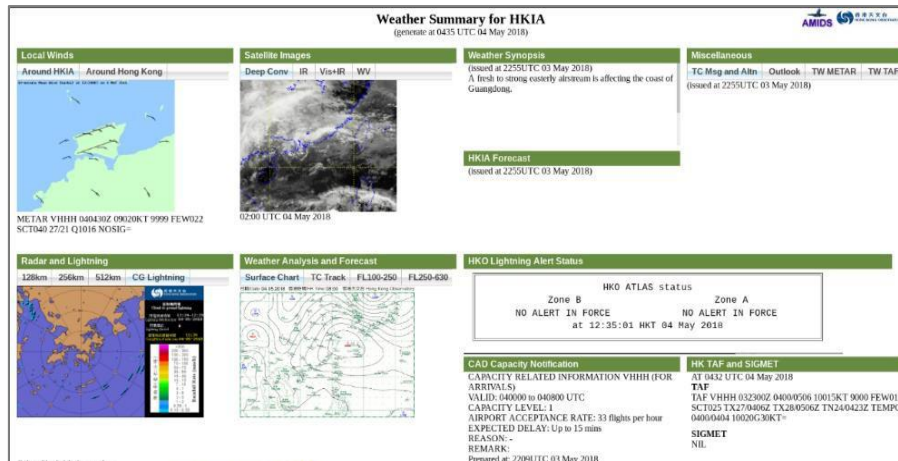 Weather Summary for HKIA
(generate at 0435 UTC 04 May 2018)
AMIDS
香港天文台
Local Winds
Around HKIA Around Hong Kong
METAR VHHH 040430Z 09020KT 9999 FEW022
SCT040 27/21 Q1016 NOSIG=
Satellite Images
Deep Conv IR Vis+IR WV
02:00 UTC 04 May 2018
Weather Synopsis
(issued at 2255UTC 03 May 2018)
A fresh to strong easterly airstream is affecting the coast of
Guangdong.
HKIA Forecast
(issued at 2255UTC 03 May 2018)
Miscellaneous
TC Msg and Altn Outlook TW METAR TW TAF
(issued at 2255UTC 03 May 2018)
Radar and Lightning
128km 256km 512km CG Lightning
Weather Analysis and Forecast
Surface Chart TC Track FL100-250 FL250-630
HKO Lightning Alert Status
HKO ATLAS status
Zone B Zone A
NO ALERT IN FORCE NO ALERT IN FORCE
at 12:35:01 HKT 04 May 2018
CAD Capacity Notification
CAPACITY RELATED INFORMATION VHHH (FOR
ARRIVALS)
VALID: 040000 to 040800 UTC
CAPACITY LEVEL: 1
AIRPORT ACCEPTANCE RATE: 33 flights per hour
EXPECTED DELAY: Up to 15 mins
REASON: -
REMARK:
Prepared at: 2209UTC 03 May 2018
HK TAF and SIGMET
AT 0432 UTC 04 May 2018
TAF
TAF VHHH 032300Z 0400/0506 10015KT 9000 FEW01
SCT025 TX27/0406Z TX28/0506Z TN24/0423Z TEMPO
0400/0404 10020G30KT=
SIGMET
NIL